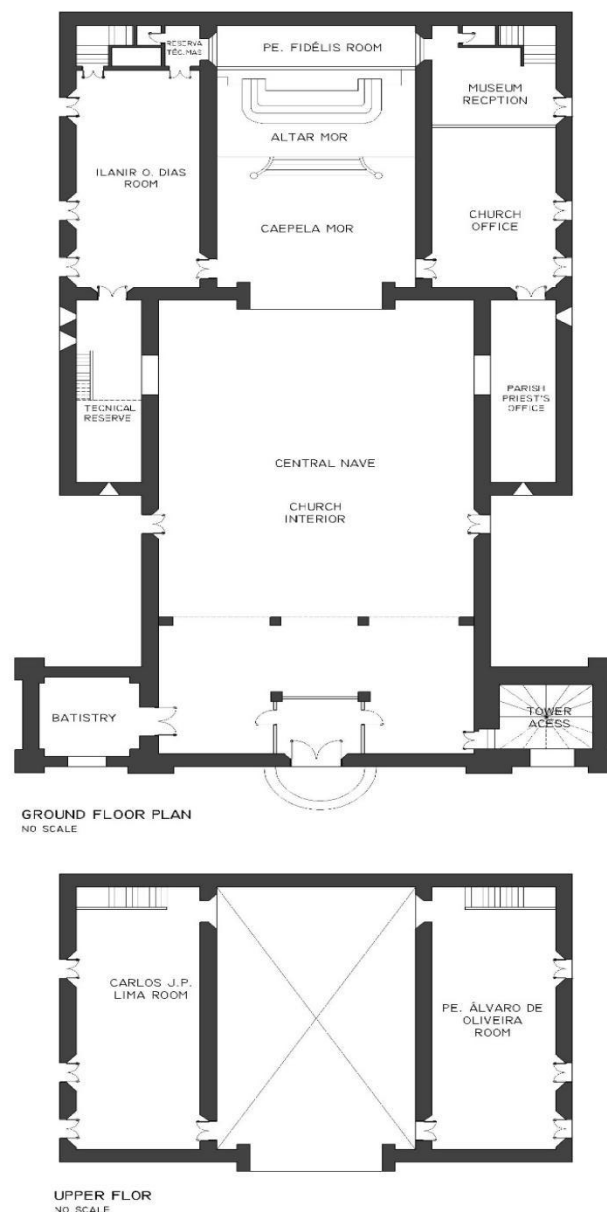 RESERVA
TÉC. MAS
PE. FIDÉLIS ROOM
MUSEUM
RECPTION
ALTAR MOR
ILANIR O. DIAS
ROOM
CAEPELA MOR
CHURCH
OFFICE
TECNICAL
RESERVE
PARISH
PRIEST'S
OFFICE
CENTRAL NAVE
CHURCH
INTERIOR
BATISTRY
TOWER
ACESS
GROUND FLOOR PLAN
NO SCALE
CARLOS J.P.
LIMA ROOM
PE. ÂLVARO DE
OLIVEIRA
ROOM
UPPER FLOR
NO SCALE